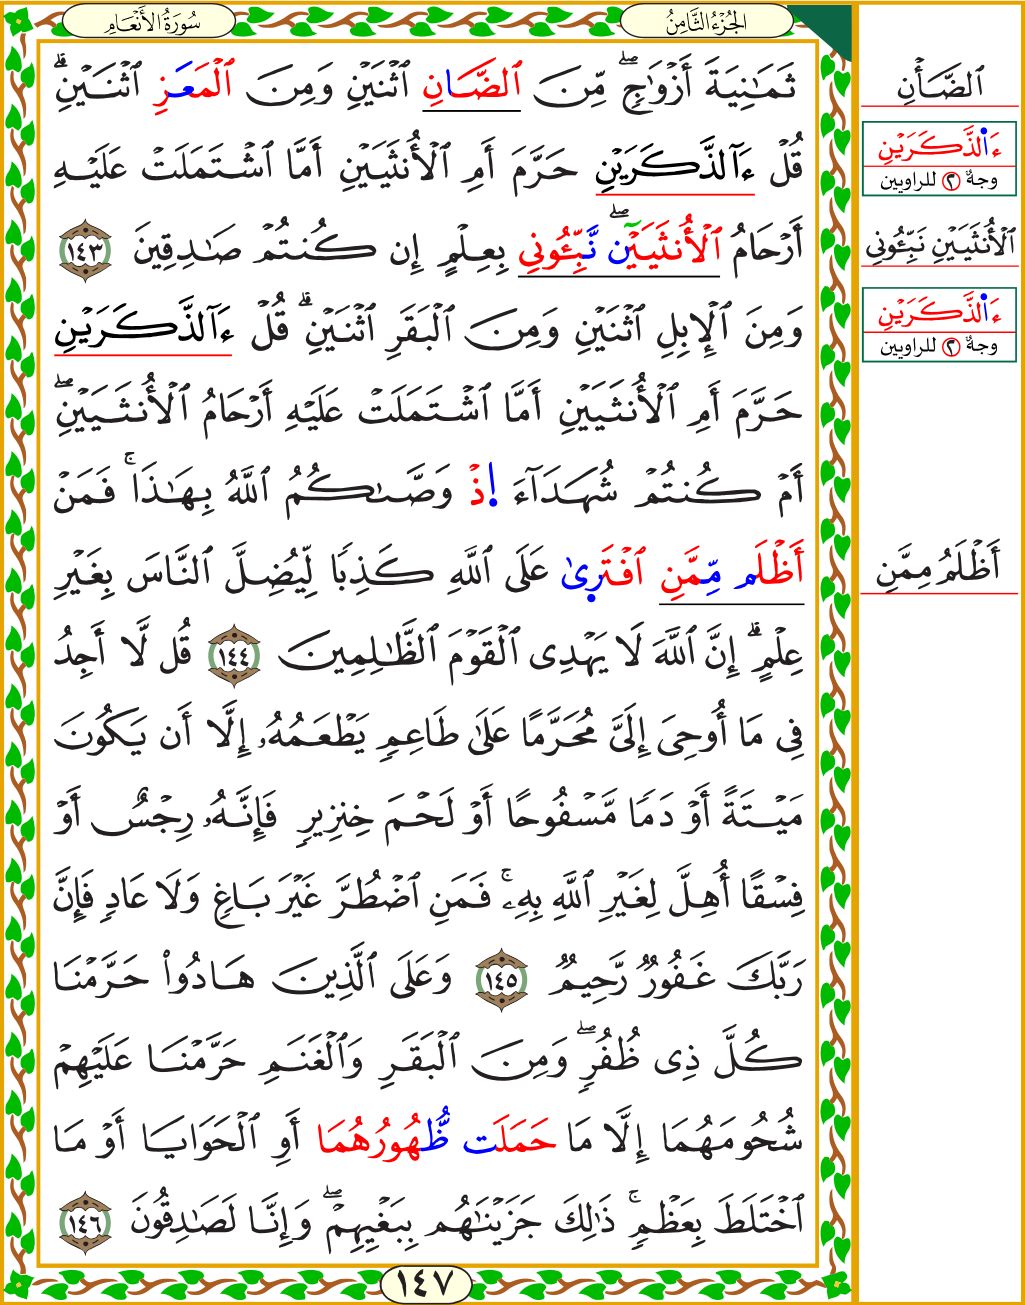 سُورَةُ الأَنْعَامِ
الجُزْءُ الثَّامِنُ
ثَمَٰنِيَةَ أَزْوَٰجٖۖ مِّنَ ٱلضَّانِ ٱثْنَيْنِ وَمِنَ ٱلْمَعَزِ ٱثْنَيْنِۗ
قُلْ ءَآلذَّكَرَيْنِ حَرَّمَ أَمِ ٱلْأُنثَيَيْنِ أَمَّا ٱشْتَمَلَتْ عَلَيْهِ
أَرْحَامُ ٱلْأُنثَيَيْن نَّبِّـُٔونِي بِعِلْمٍ إِن كُنتُمْ صَٰدِقِينَ ١٤٣
وَمِنَ ٱلْإِبِلِ ٱثْنَيْنِ وَمِنَ ٱلْبَقَرِ ٱثْنَيْنِۗ قُلْ ءَآلذَّكَرَيْنِ
حَرَّمَ أَمِ ٱلْأُنثَيَيْنِ أَمَّا ٱشْتَمَلَتْ عَلَيْهِ أَرْحَامُ ٱلْأُنثَيَيْنِۖ
أَمْ كُنتُمْ شُهَدَآءَ إِذْ وَصَّىٰكُمُ ٱللَّهُ بِهَٰذَاۚ فَمَنْ
أَظْلَم مِّمَّنِ ٱفْتَرىٰ عَلَى ٱللَّهِ كَذِبًا لِّيُضِلَّ ٱلنَّاسَ بِغَيْرِ
عِلْمٍۗ إِنَّ ٱللَّهَ لَا يَهْدِى ٱلْقَوْمَ ٱلظَّٰلِمِينَ ١٤٤ قُل لَّا أَجِدُ
فِي مَا أُوحِيَ إِلَيَّ مُحَرَّمًا عَلَىٰ طَاعِمٖ يَطْعَمُهُۥ إِلَّا أَن يَكُونَ
مَيْتَةً أَوْ دَمًا مَّسْفُوحًا أَوْ لَحْمَ خِنزِيرٖ فَإِنَّهُۥ رِجْسٌ أَوْ
فِسْقًا أُهِلَّ لِغَيْرِ ٱللَّهِ بِهِۦۚ فَمَنِ ٱضْطُرَّ غَيْرَ بَاغٖ وَلَا عَادٖ فَإِنَّ
رَبَّكَ غَفُورٌ رَّحِيمٌ ١٤٥ وَعَلَى ٱلَّذِينَ هَادُوا۟ حَرَّمْنَا
كُلَّ ذِى ظُفُرٖۖ وَمِنَ ٱلْبَقَرِ وَٱلْغَنَمِ حَرَّمْنَا عَلَيْهِمْ
شُحُومَهُمَا إِلَّا مَا حَمَلَت ظُّهُورُهُمَا أَوِ ٱلْحَوَايَا أَوْ مَا
ٱخْتَلَطَ بِعَظْمٖۚ ذَٰلِكَ جَزَيْنَٰهُم بِبَغْيِهِمْۖ وَإِنَّا لَصَٰدِقُونَ ١٤٦
١٤٧
ٱلضَّأْنِ
ءَا۬لذَّكَرَيْنِ
وجهٌ ٢ للراويين
ٱلْأُنثَيَيْنِ نَبِّـُٔونِي
ءَا۬لذَّكَرَيْنِ
وجهٌ ٢ للراويين
أَظْلَمُ مِمَّنِ